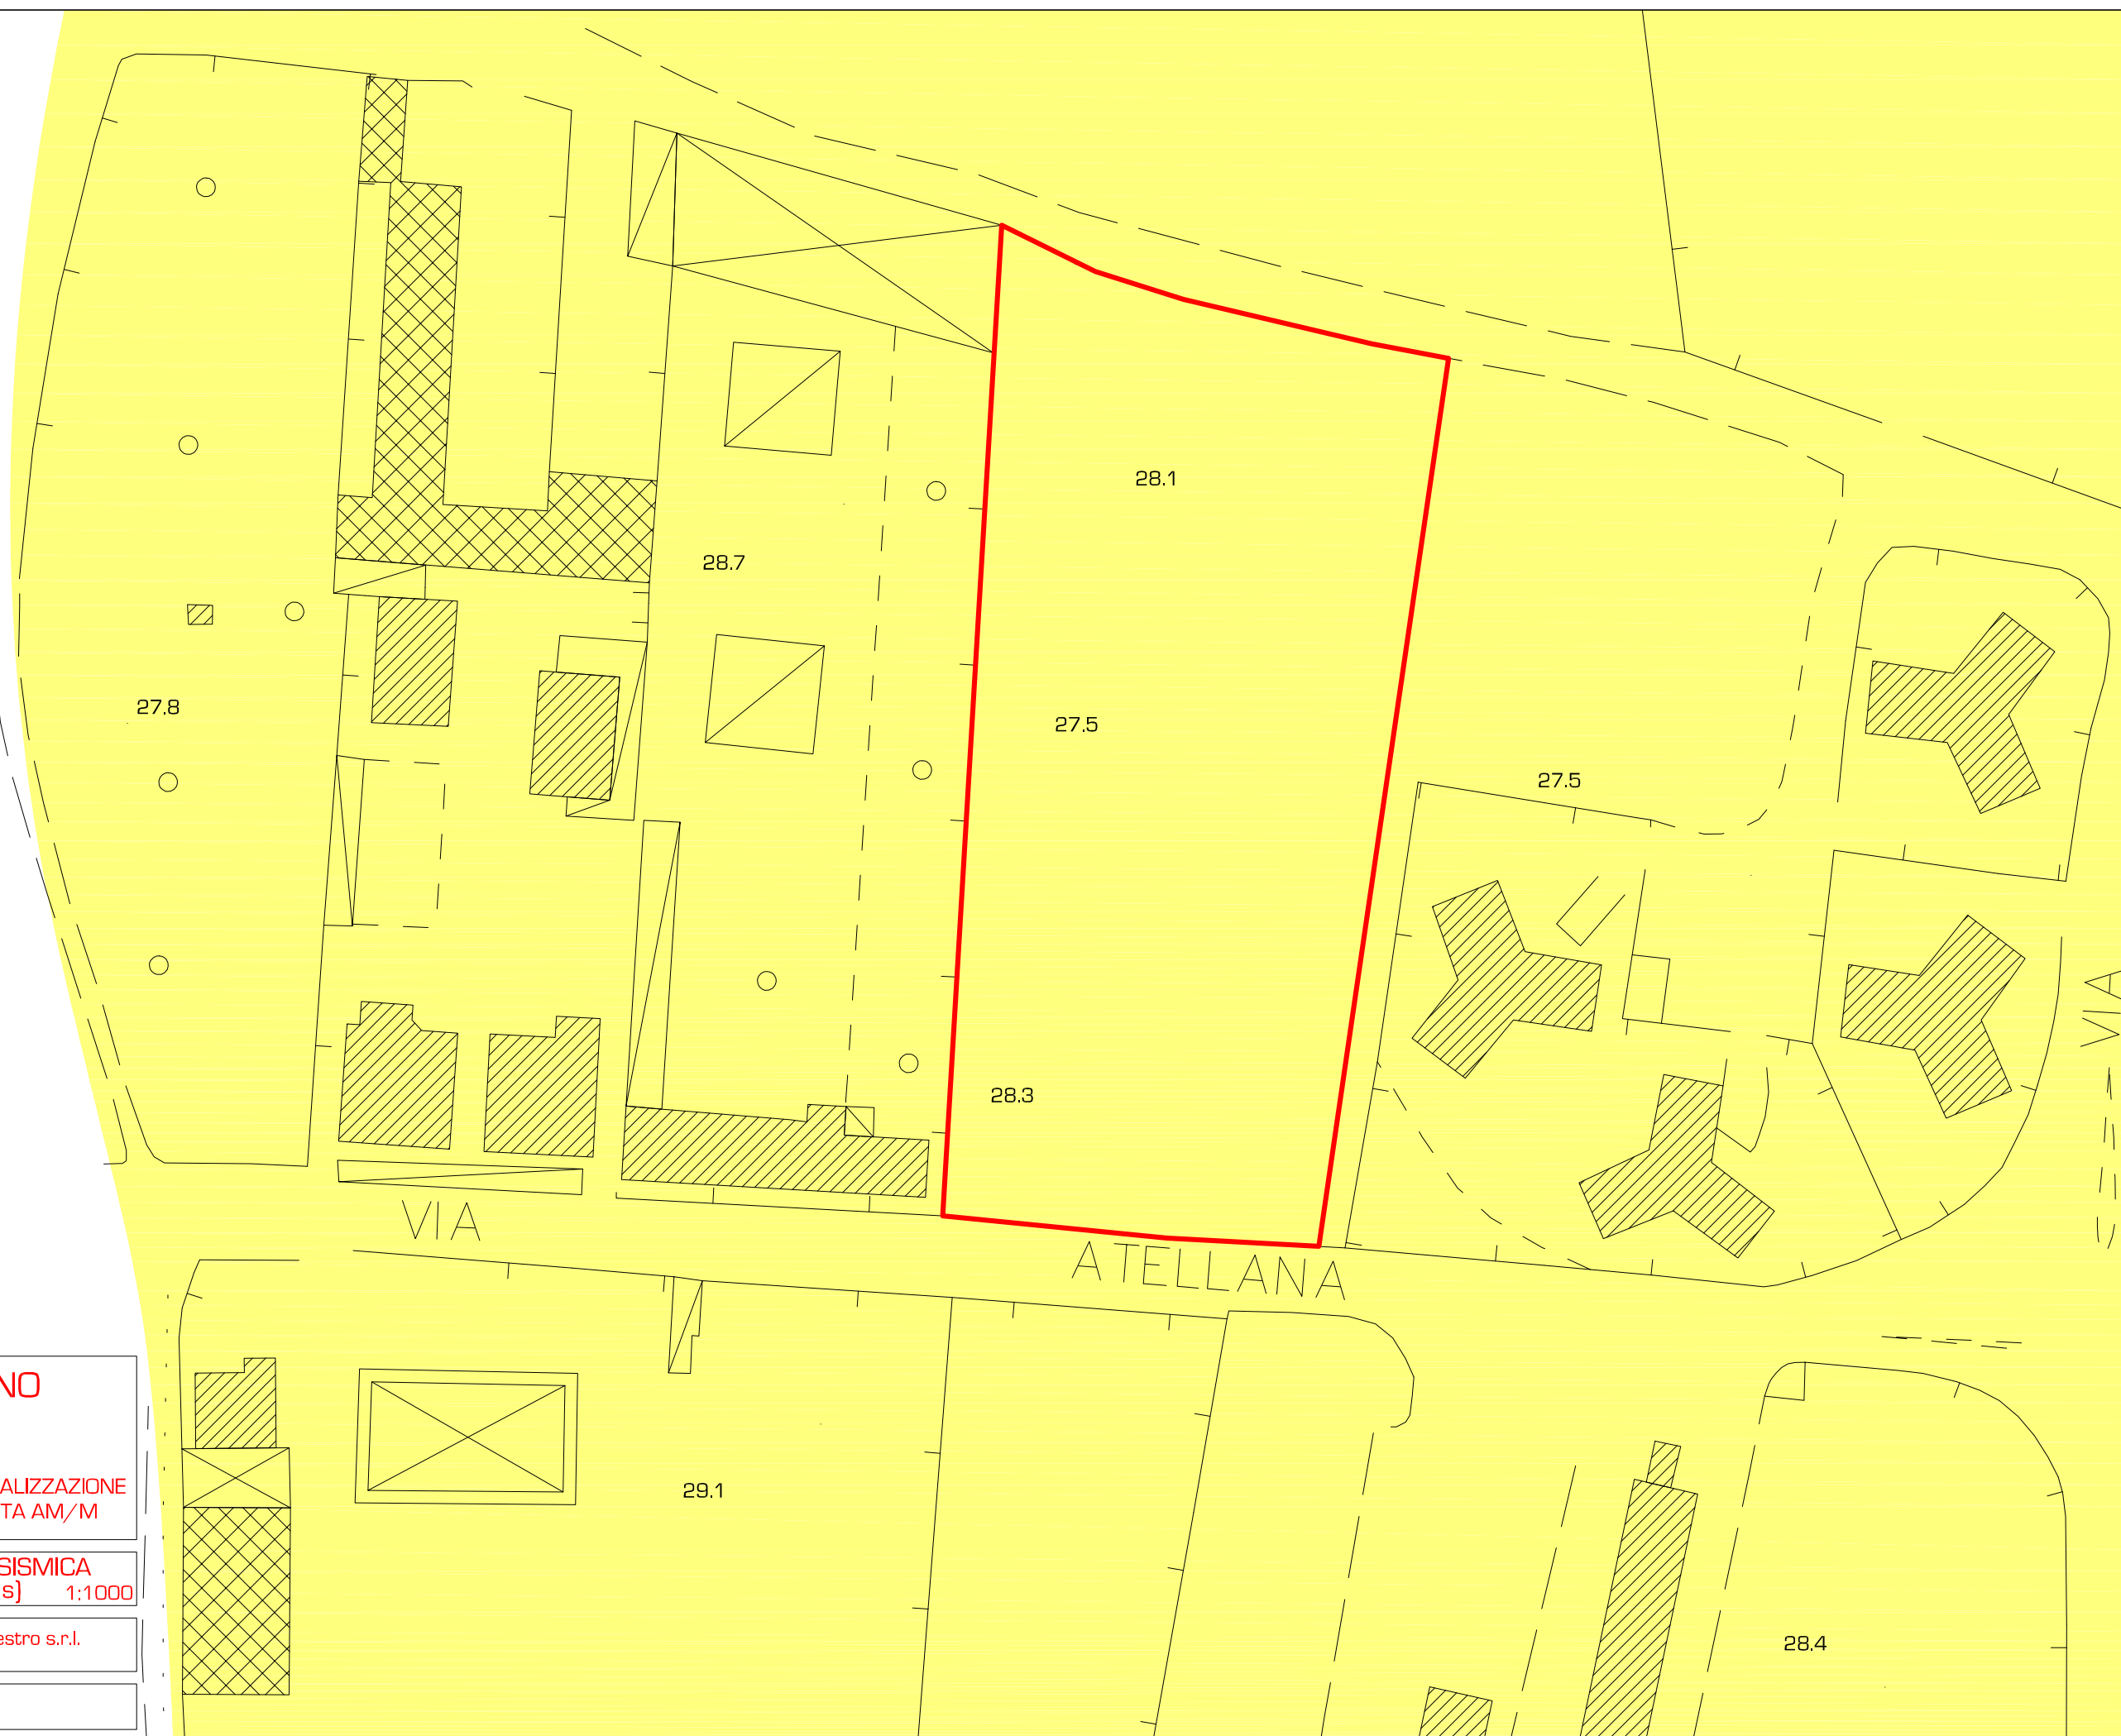 28.1
28.7
27.5
27.8
27.5
28.3
VIA
ATELLANA
NO
ALIZZAZIONE
TA AM/M
29.1
SISMICA
s) 1:1000
estro s.r.l.
28.4